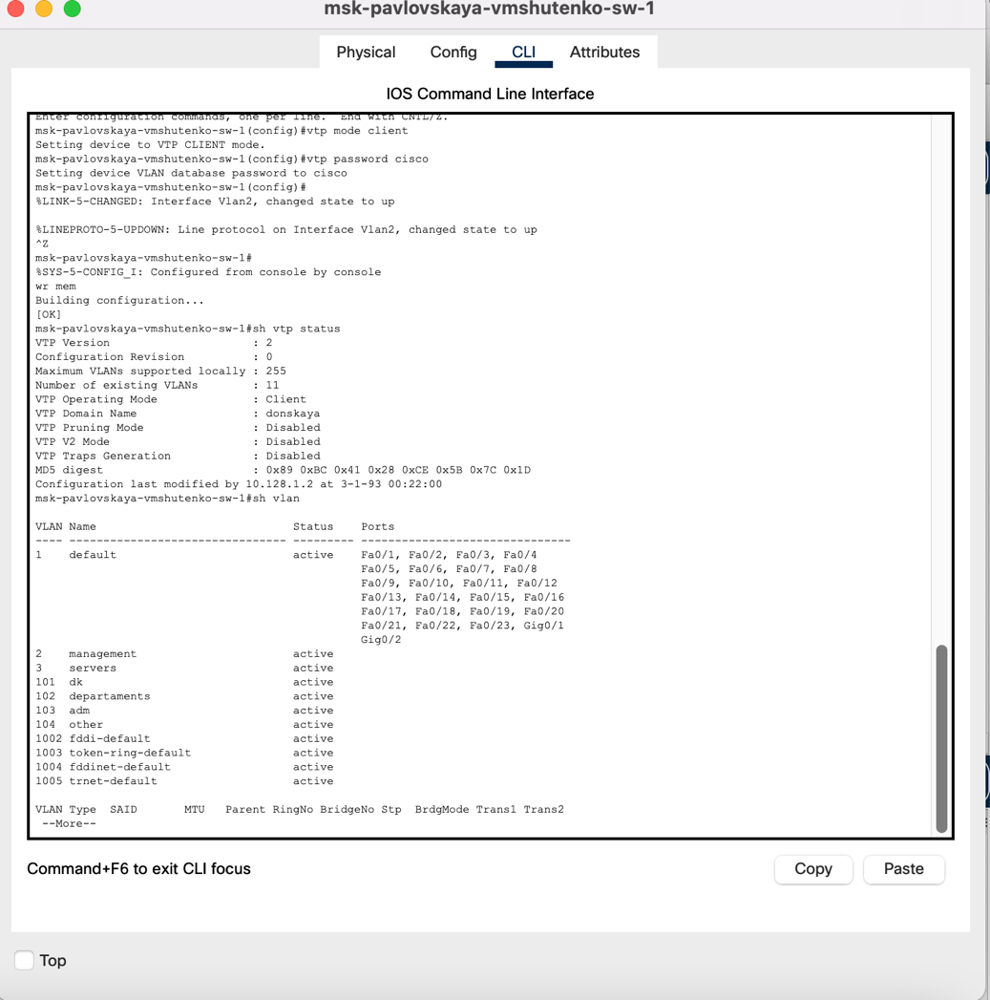 msk-pavlovskaya-vmshutenko-sw-1
Physical Config CLI Attributes
IOS Command Line Interface
Enter configuration commands, one per line.  End with CNTL/Z.
msk-pavlovskaya-vmshutenko-sw-1(config)#vtp mode client
Setting device to VTP CLIENT mode.
msk-pavlovskaya-vmshutenko-sw-1(config)#vtp password cisco
Setting device VLAN database password to cisco
msk-pavlovskaya-vmshutenko-sw-1(config)#
%LINK-5-CHANGED: Interface Vlan2, changed state to up
%LINEPROTO-5-UPDOWN: Line protocol on Interface Vlan2, changed state to up
^Z
msk-pavlovskaya-vmshutenko-sw-1#
%SYS-5-CONFIG_I: Configured from console by console
wr mem
Building configuration...
[OK]
msk-pavlovskaya-vmshutenko-sw-1#sh vtp status
VTP Version                     : 2
Configuration Revision          : 0
Maximum VLANs supported locally : 255
Number of existing VLANs        : 11
VTP Operating Mode              : Client
VTP Domain Name                 : donskaya
VTP Pruning Mode                : Disabled
VTP V2 Mode                     : Disabled
VTP Traps Generation            : Disabled
MD5 digest                      : 0x89 0xBC 0x41 0x28 0xCE 0x5B 0x7C 0x1D
Configuration last modified by 10.128.1.2 at 3-1-93 00:22:00
msk-pavlovskaya-vmshutenko-sw-1#sh vlan
VLAN Name                             Status    Ports
---- -------------------------------- --------- -------------------------------
1    default                          active    Fa0/1, Fa0/2, Fa0/3, Fa0/4
Fa0/5, Fa0/6, Fa0/7, Fa0/8
Fa0/9, Fa0/10, Fa0/11, Fa0/12
Fa0/13, Fa0/14, Fa0/15, Fa0/16
Fa0/17, Fa0/18, Fa0/19, Fa0/20
Fa0/21, Fa0/22, Fa0/23, Gig0/1
Gig0/2
2    management                       active
3    servers                          active
101  dk                               active
102  departaments                     active
103  adm                              active
104  other                            active
1002 fddi-default                     active
1003 token-ring-default               active
1004 fddinet-default                  active
1005 trnet-default                    active
VLAN Type  SAID       MTU   Parent RingNo BridgeNo Stp  BrdgMode Trans1 Trans2
--More--
Command+F6 to exit CLI focus
Copy Paste
Top